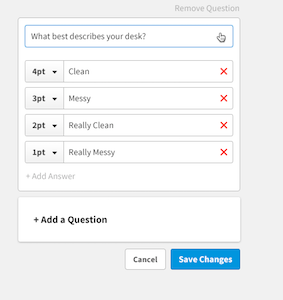 Remove Question
What best describes your desk?
4pt Clean
3pt Messy
2pt Really Clean
1pt Really Messy
+ Add Answer
+ Add a Question
Cancel Save Changes